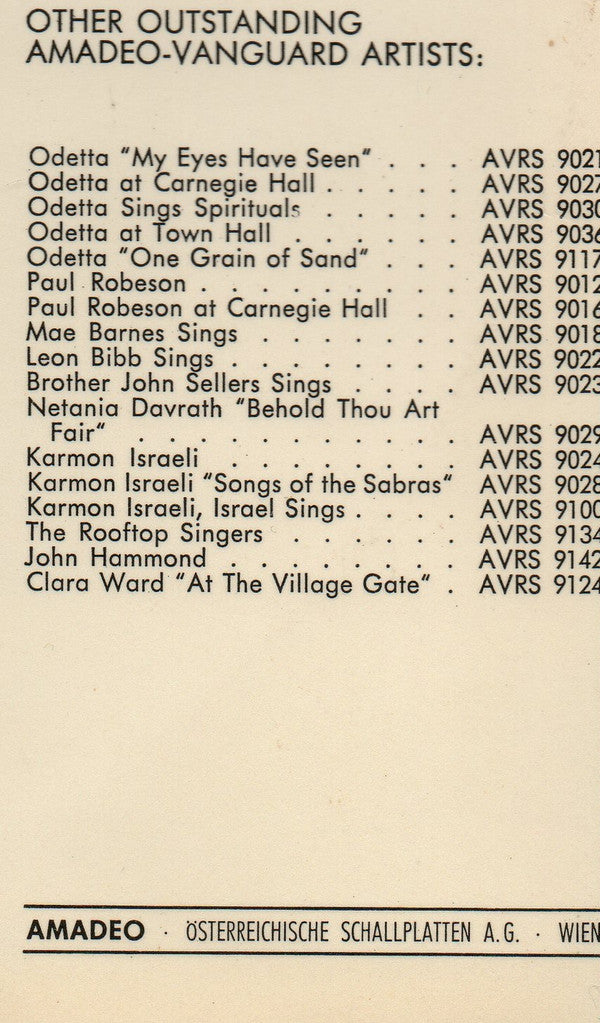 OTHER OUTSTANDING
AMADEO-VANGUARD ARTISTS:
Odetta "My Eyes Have Seen" . . . AVRS 9021
Odetta at Carnegie Hall . . . . . AVRS 9027
Odetta Sings Spirituals . . . . . AVRS 9030
Odetta at Town Hall . . . . . . AVRS 9036
Odetta "One Grain of Sand" . . . AVRS 9117
Paul Robeson . . . . . . . . . AVRS 9012
Paul Robeson at Carnegie Hall . . AVRS 9016
Mae Barnes Sings . . . . . . . AVRS 9018
Leon Bibb Sings . . . . . . . . AVRS 9022
Brother John Sellers Sings . . . . AVRS 9023
Netania Davrath "Behold Thou Art
Fair" . . . . . . . . . . . AVRS 9029
Karmon Israeli . . . . . . . . AVRS 9024
Karmon Israeli "Songs of the Sabras" AVRS 9028
Karmon Israeli, Israel Sings . . . . AVRS 9100
The Rooftop Singers . . . . . . AVRS 9134
John Hammond . . . . . . . . AVRS 9142
Clara Ward "At The Village Gate" . AVRS 9124
AMADEO · ÖSTERREICHISCHE SCHALLPLATTEN A.G. · WIEN